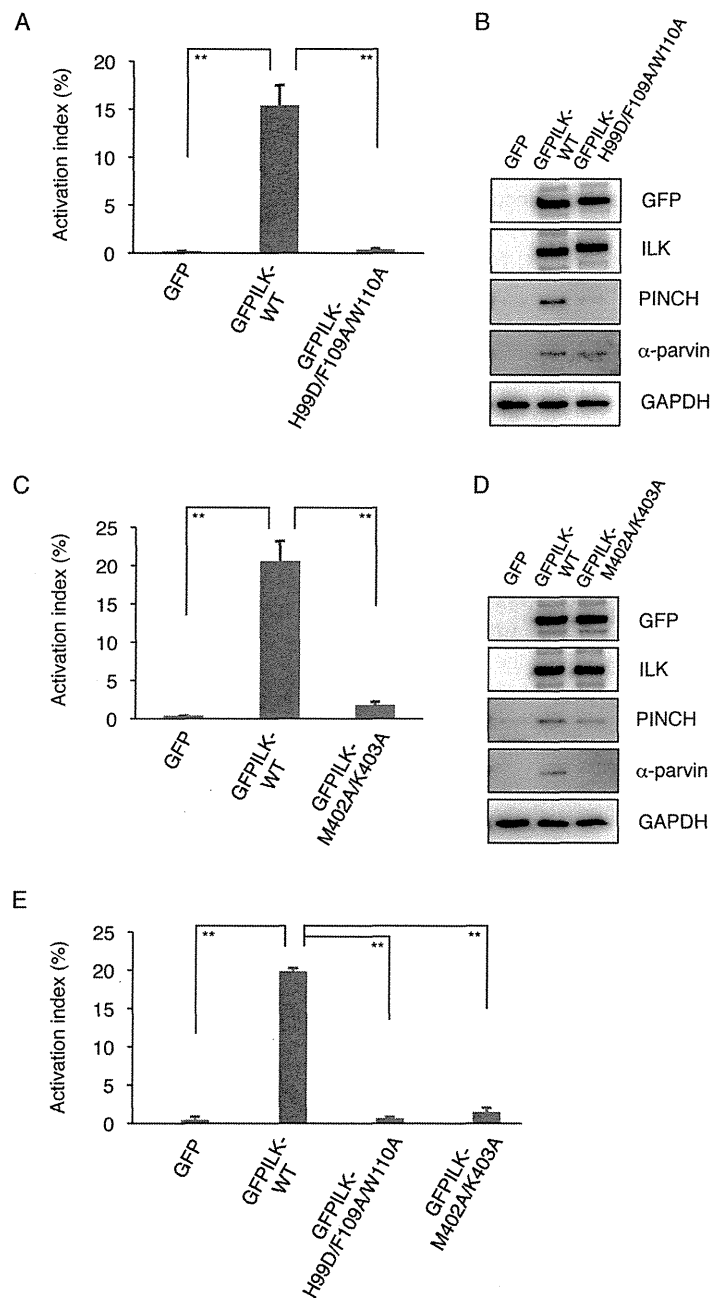 A
Activation index (%)
20
15
10
5
0
**
**
GFP
GFPILK-
WT
GFPILK-
H99D/F109A/W110A
B
GFP
GFPILK-
WT
GFPILK-
H99D/F109A/W110A
GFP
ILK
PINCH
α-parvin
GAPDH
C
Activation index (%)
25
20
15
10
5
0
**
**
GFP
GFPILK-
WT
GFPILK-
M402A/K403A
D
GFP
GFPILK-
WT
GFPILK-
M402A/K403A
GFP
ILK
PINCH
α-parvin
GAPDH
E
Activation index (%)
25
20
15
10
5
0
**
**
**
GFP
GFPILK-
WT
GFPILK-
H99D/F109A/W110A
GFPILK-
M402A/K403A